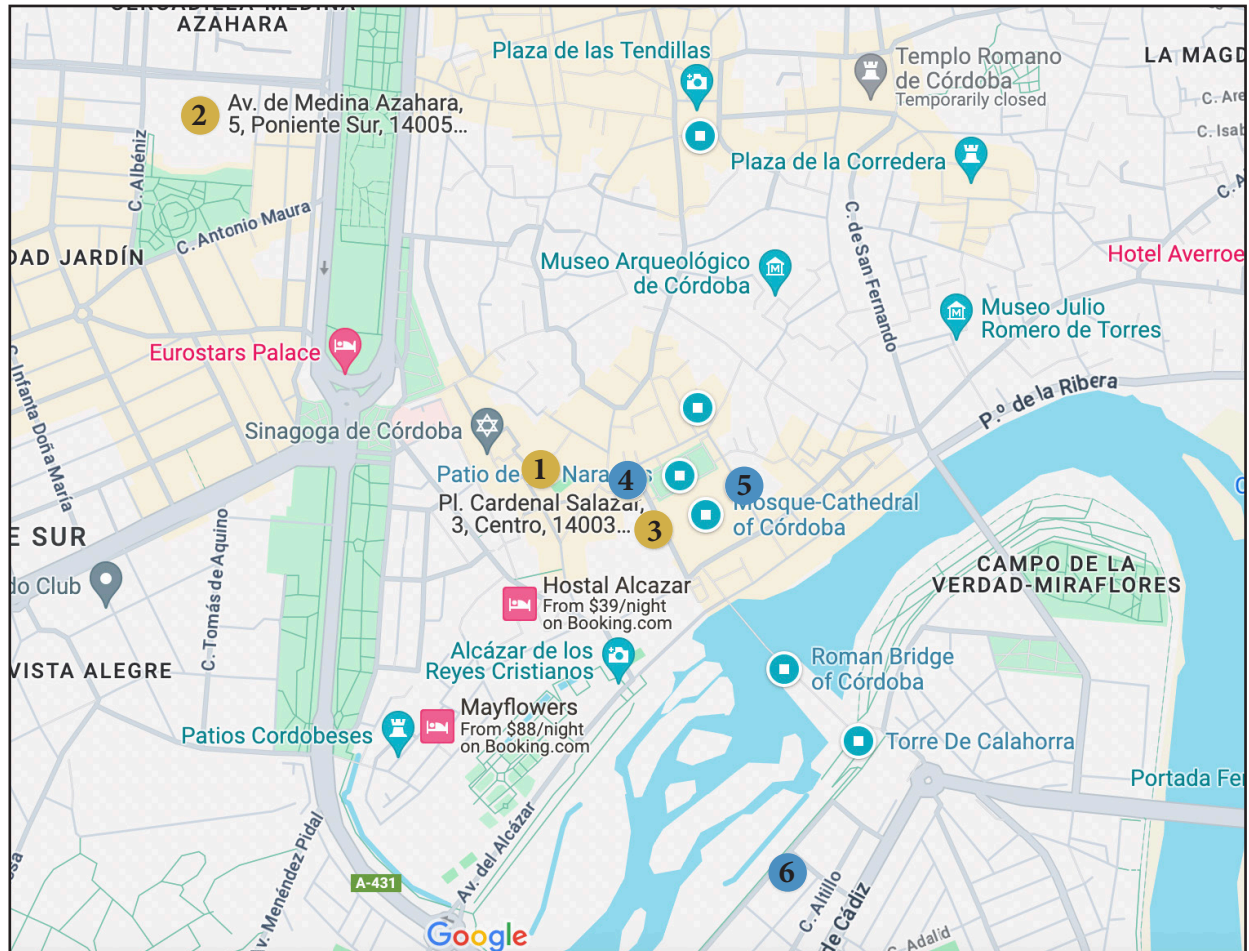 CERCADILLA-MEDINA
AZAHARA
2
Av. de Medina Azahara,
5, Poniente Sur, 14005...
C. Albéniz
C. Antonio Maura
DAD JARDÍN
Plaza de las Tendillas
Templo Romano
de Córdoba
Temporarily closed
LA MAGD
C. Are
C. Isab
C. A
Plaza de la Corredera
C. de San Fernando
Hotel Averroe
Museo Arqueológico
de Córdoba
Museo Julio
Romero de Torres
Eurostars Palace
C. Infanta Doña María
P.º de la Ribera
Sinagoga de Córdoba
Patio de
1
Nara
s
4
5
Pl. Cardenal Salazar,
3, Centro, 14003...
3
Mosque-Cathedral
of Córdoba
E SUR
do Club
C. Tomás de Aquino
CAMPO DE LA
VERDAD-MIRAFLORES
Hostal Alcazar
From $39/night
on Booking.com
Alcázar de los
Reyes Cristianos
Roman Bridge
of Córdoba
VISTA ALEGRE
Mayflowers
From $88/night
on Booking.com
Patios Cordobeses
Torre De Calahorra
Portada Fe
Av. Menéndez Pidal
Av. del Alcázar
A-431
6
C. Altillo
de Cádiz
C. Adalid
Google